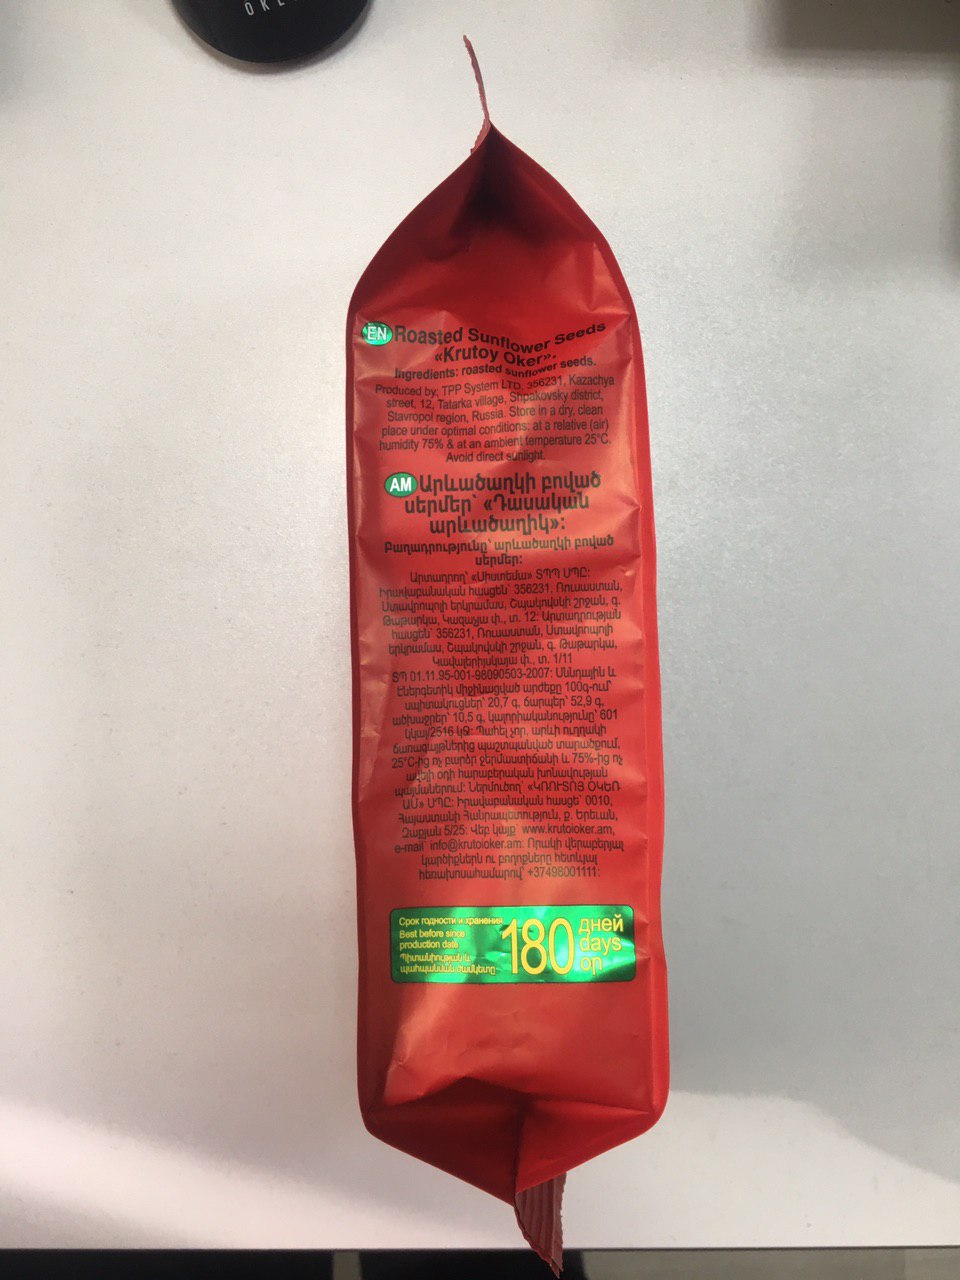 OKE
EN Roasted Sunflower Seeds
«Krutoy Oker».
Ingredients: roasted sunflower seeds.
Produced by: TPP System LTD. 356231, Kazachya
street, 12, Tatarka village, Shpakovsky district,
Stavropol region, Russia. Store in a dry, clean
place under optimal conditions: at a relative (air)
humidity 75% & at an ambient temperature 25°C.
Avoid direct sunlight.
AM Արևածաղկի բոված
սերմեր՝ «Դասական
արևածաղիկ»:
Բաղադրությունը՝ արևածաղկի բոված
սերմեր:
Արտադրող՝ «Սիստեմա» ՏՊՊ ՍՊԸ:
Իրավաբանական հասցեն՝ 356231, Ռուսաստան,
Ստավրոպոլի երկրամաս, Շպակովսկի շրջան, գ.
Թաթարկա, Կազաչյա փ., տ. 12: Արտադրության
հասցեն՝ 356231, Ռուսաստան, Ստավրոպոլի
երկրամաս, Շպակովսկի շրջան, գ. Թաթարկա,
Կավալերիյսկայա փ., տ. 1/11
ՏՊ 01.11.95-001-98090503-2007: Սննդային և
էներգետիկ միջինացված արժեքը 100գ-ում՝
սպիտակուցներ՝ 20,7 գ, ճարպեր՝ 52,9 գ,
ածխաջրեր՝ 10,5 գ, կալորիականությունը՝ 601
կկալ/2516 կՋ: Պահել չոր, արևի ուղղակի
ճառագայթներից պաշտպանված տարածքում,
25°C-ից ոչ բարձր ջերմաստիճանի և 75%-ից ոչ
ավելի օդի հարաբերական խոնավության
պայմաններում: Ներմուծող՝ «ԿՌՈՒՏՈՅ ՕԿԵՌ
ԱՄ» ՍՊԸ: Իրավաբանական հասցե՝ 0010,
Հայաստանի Հանրապետություն, ք. Երևան,
Զաքյան 5/25: Վեբ կայք՝ www.krutoioker.am,
e-mail՝ info@krutoioker.am: Որակի վերաբերյալ
կարծիքներն ու բողոքները հետևյալ
հեռախոսահամարով՝ +37498001111:
Срок годности и хранения
Best before since
production date
Պիտանիության և
պահպանման ժամկետը
180 дней
days
օր